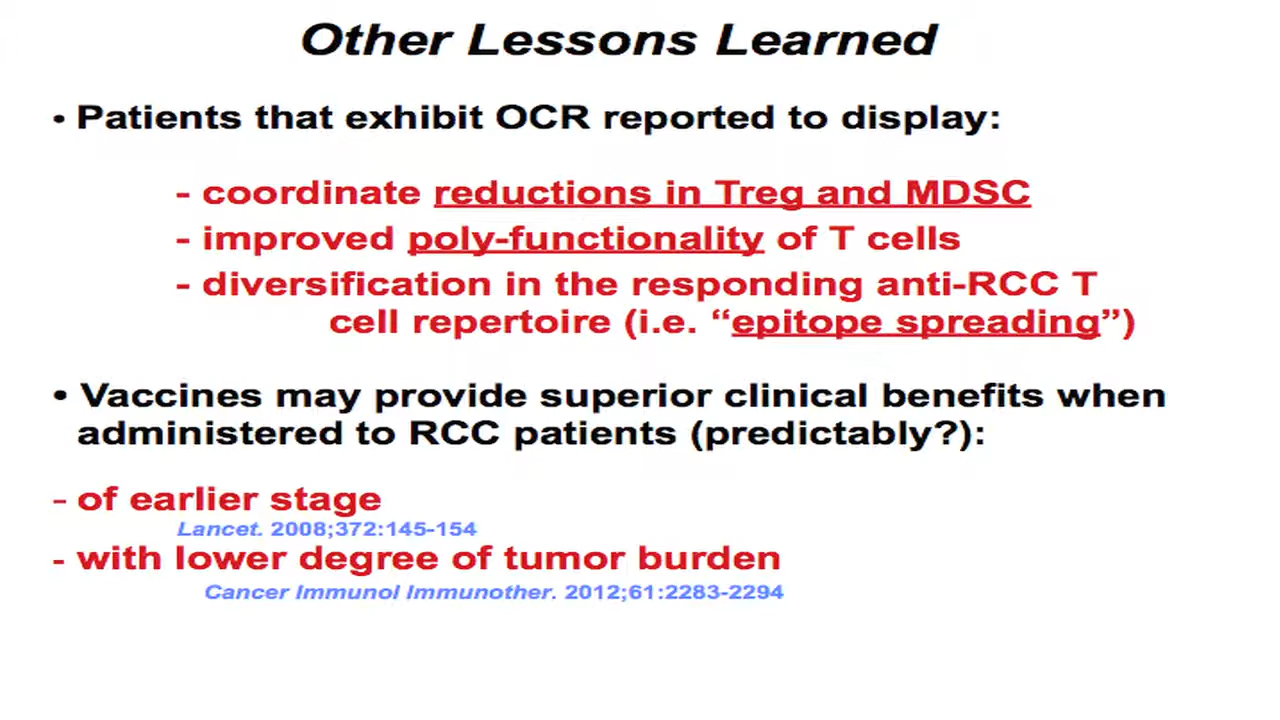 Other Lessons Learned
• Patients that exhibit OCR reported to display:
- coordinate reductions in Treg and MDSC
- improved poly-functionality of T cells
- diversification in the responding anti-RCC T
cell repertoire (i.e. “epitope spreading”)
• Vaccines may provide superior clinical benefits when
administered to RCC patients (predictably?):
- of earlier stage
Lancet. 2008;372:145-154
- with lower degree of tumor burden
Cancer Immunol Immunother. 2012;61:2283-2294